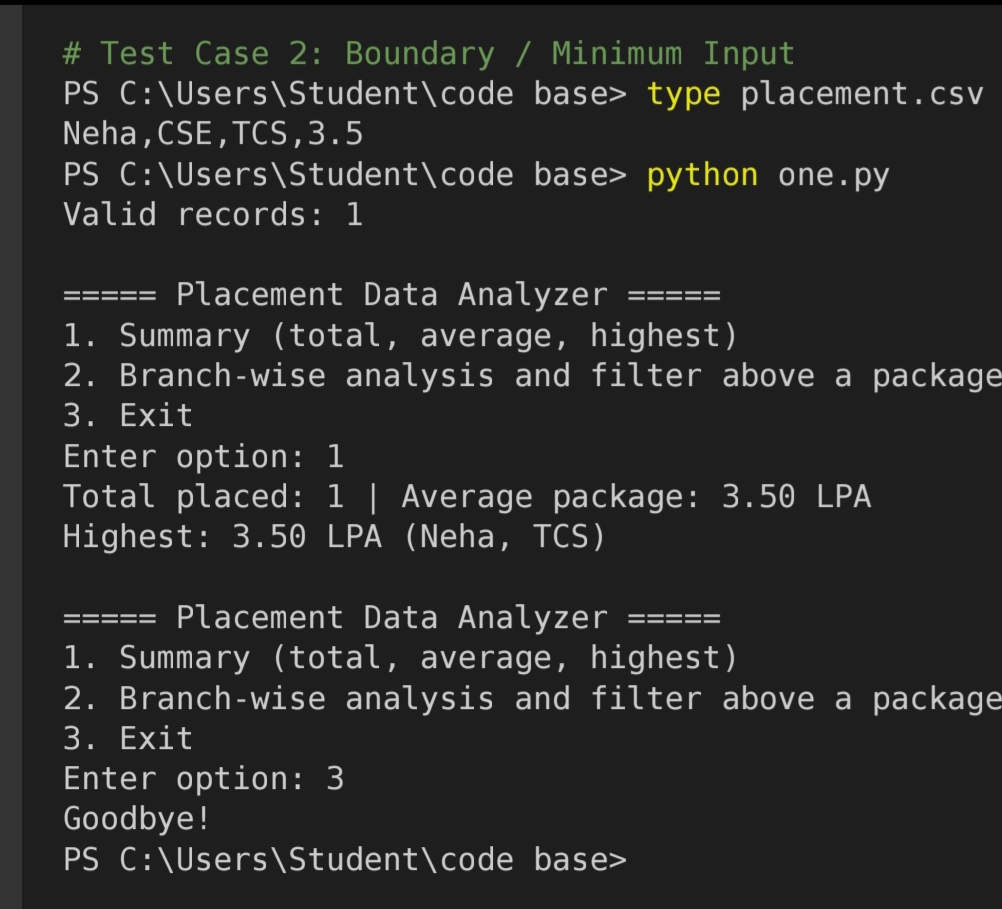 # Test Case 2: Boundary / Minimum Input
PS C:\Users\Student\code base> type placement.csv
Neha,CSE,TCS,3.5
PS C:\Users\Student\code base> python one.py
Valid records: 1
===== Placement Data Analyzer =====
1. Summary (total, average, highest)
2. Branch-wise analysis and filter above a package
3. Exit
Enter option: 1
Total placed: 1 | Average package: 3.50 LPA
Highest: 3.50 LPA (Neha, TCS)
===== Placement Data Analyzer =====
1. Summary (total, average, highest)
2. Branch-wise analysis and filter above a package
3. Exit
Enter option: 3
Goodbye!
PS C:\Users\Student\code base>